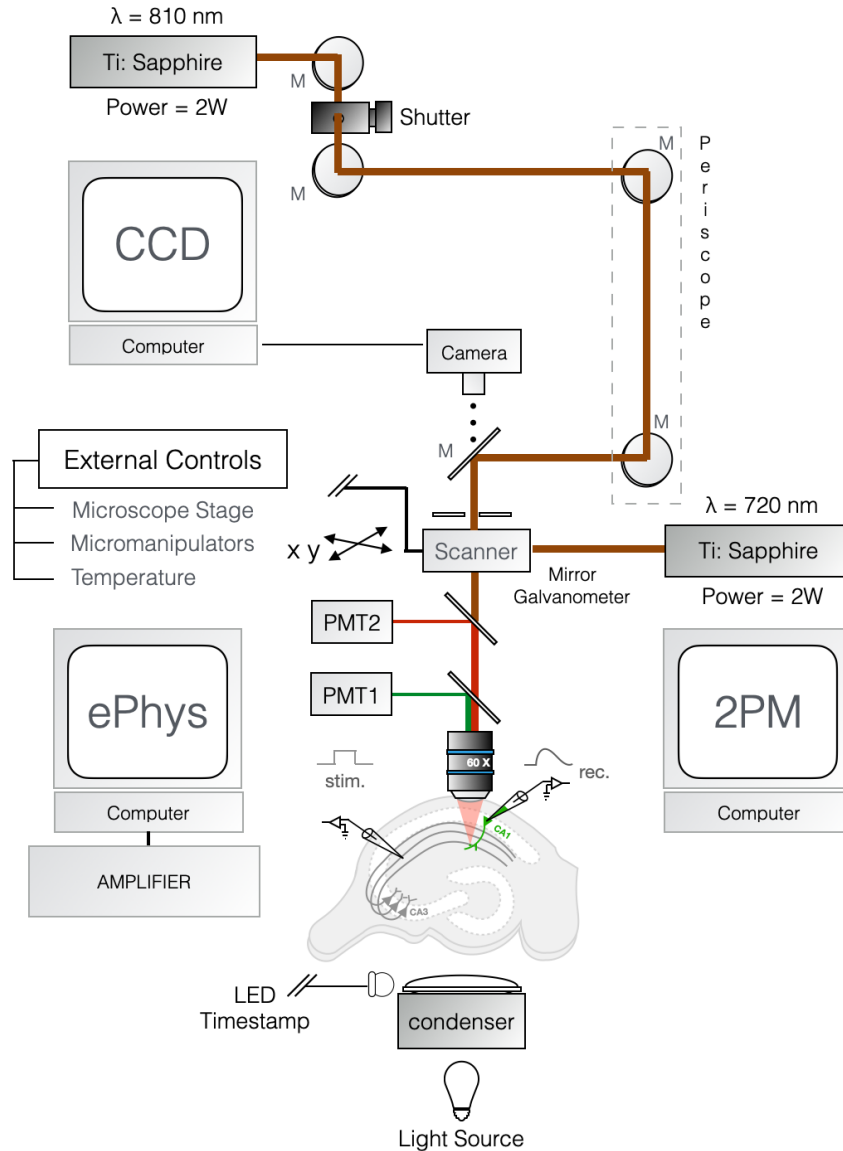 λ = 810 nm
Ti: Sapphire
Power = 2W
M
Shutter
M
M
Periscope
CCD
Computer
Camera
M
M
External Controls
Microscope Stage
Micromanipulators
Temperature
x y
Scanner
Mirror
Galvanometer
λ = 720 nm
Ti: Sapphire
Power = 2W
PMT2
PMT1
ePhys
Computer
AMPLIFIER
2PM
Computer
60 X
stim.
rec.
CA1
CA3
LED
Timestamp
condenser
Light Source